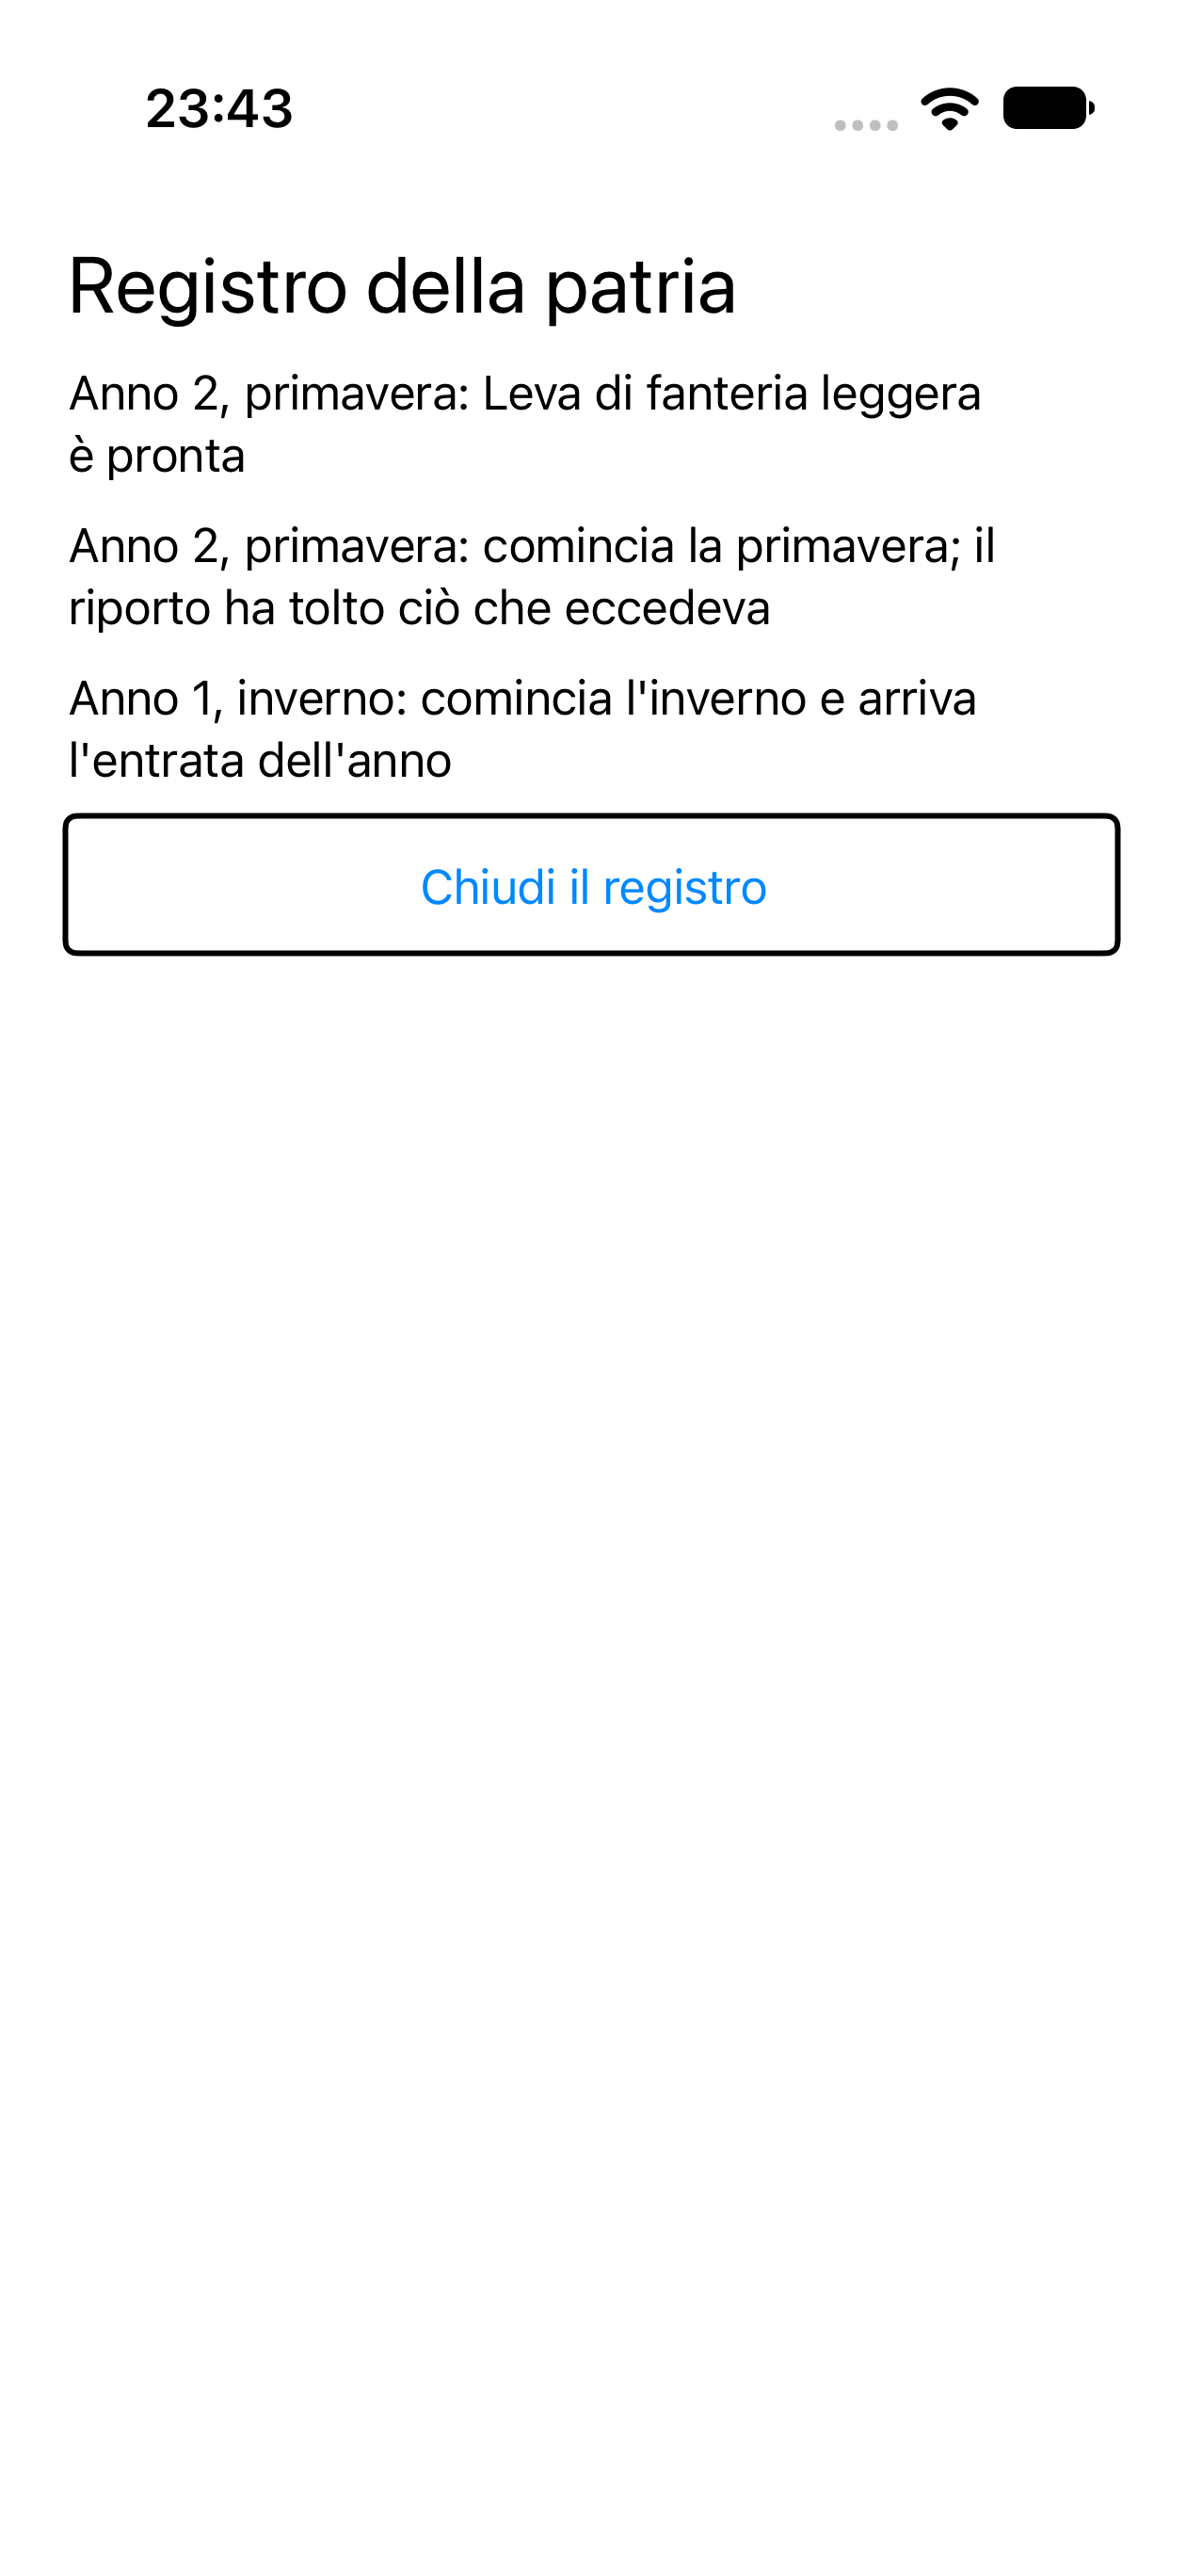 23:43
Registro della patria
Anno 2, primavera: Leva di fanteria leggera
è pronta
Anno 2, primavera: comincia la primavera; il
riporto ha tolto ciò che eccedeva
Anno 1, inverno: comincia l'inverno e arriva
l'entrata dell'anno
Chiudi il registro